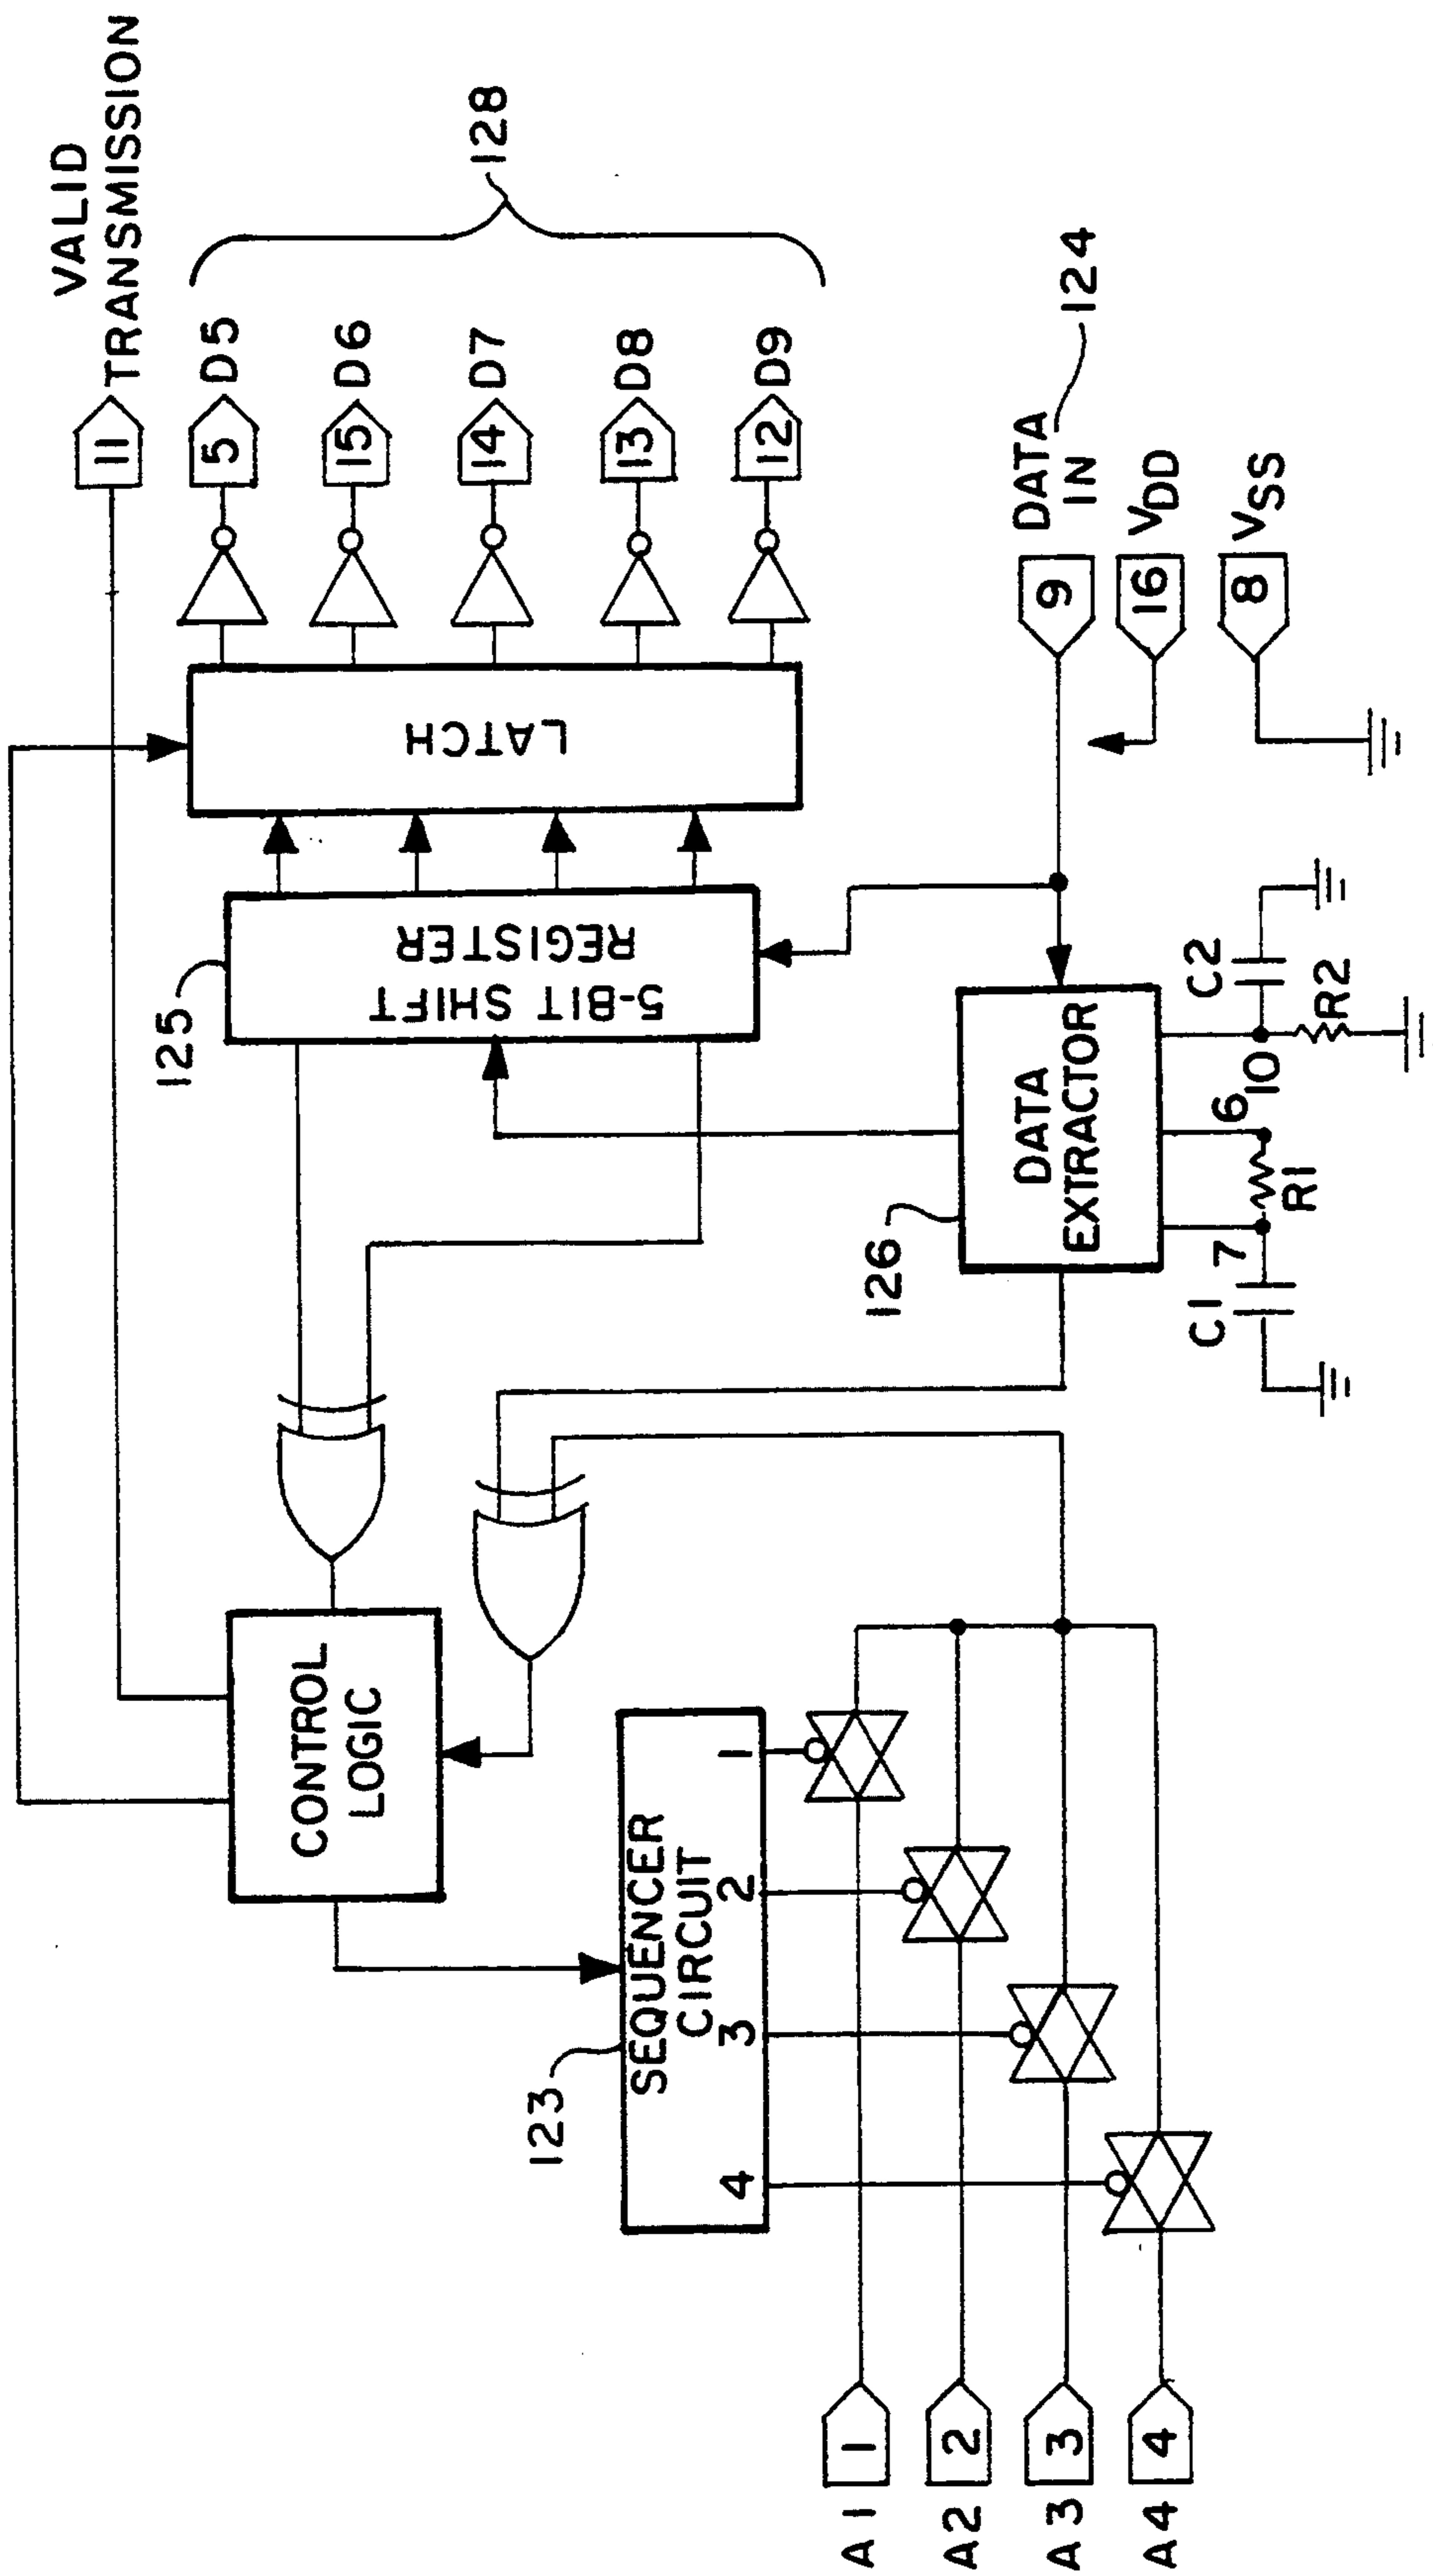 VALID
TRANSMISSION
11
CONTROL
LOGIC
125
5-BIT SHIFT
REGISTER
LATCH
5 D5
15 D6
14 D7
13 D8
12 D9
128
123
SEQUENCER
CIRCUIT
4 3 2 1
126
DATA
EXTRACTOR
9 DATA
IN
124
16 VDD
8 VSS
A1 1
A2 2
A3 3
A4 4
C1
7
R1
6
10
C2
R2